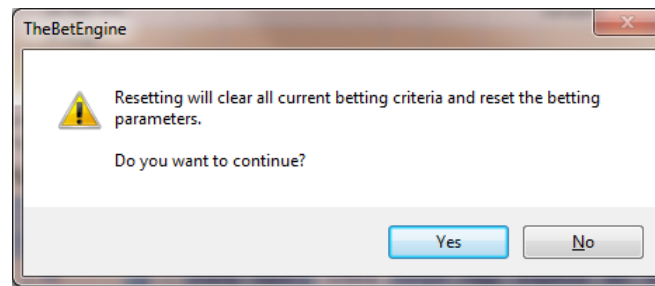 TheBetEngine
Resetting will clear all current betting criteria and reset the betting
parameters.
Do you want to continue?
Yes
No